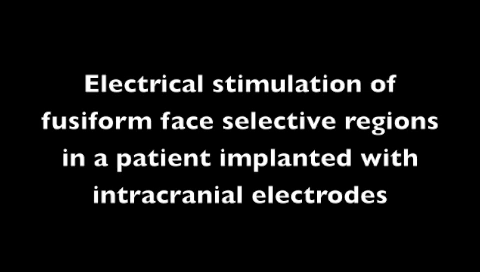 Electrical stimulation of
fusiform face selective regions
in a patient implanted with
intracranial electrodes